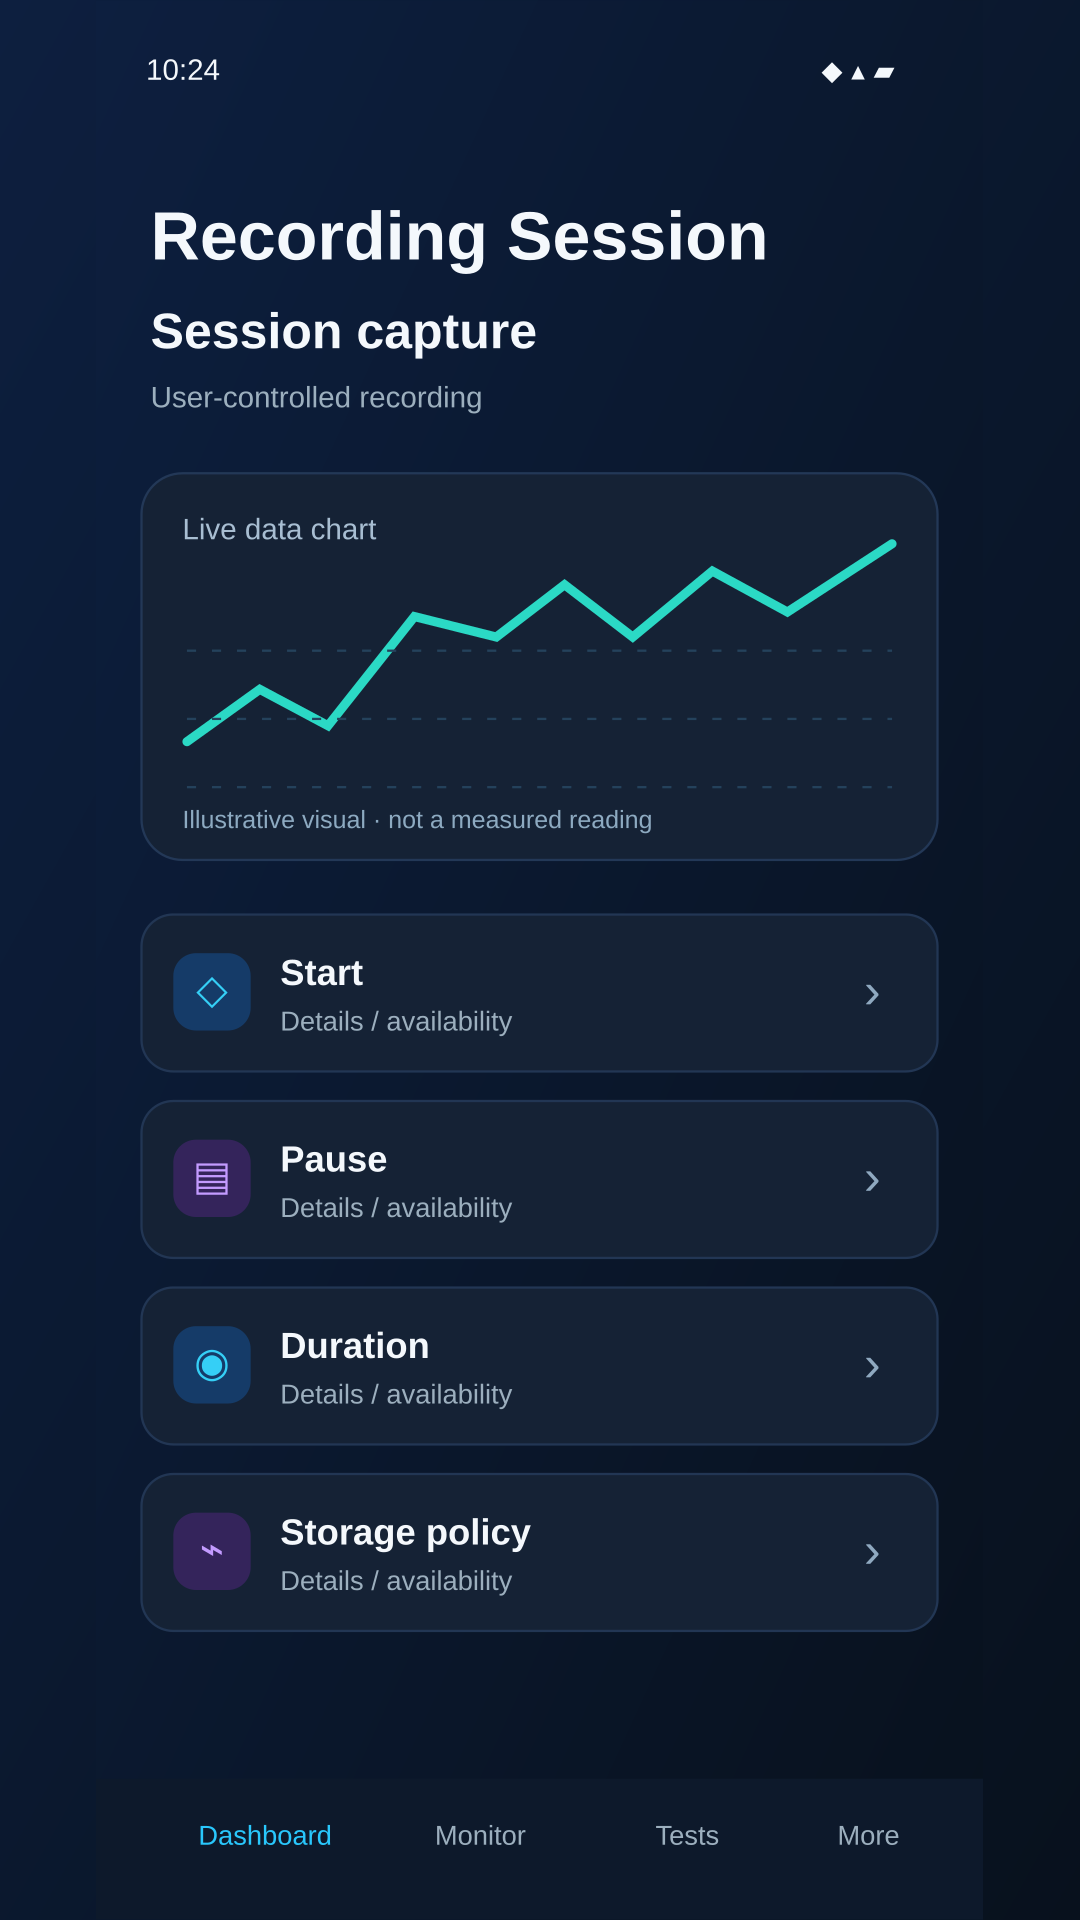 10:24
Recording Session
Session capture
User-controlled recording
Live data chart
Illustrative visual · not a measured reading
Start
Details / availability
Pause
Details / availability
Duration
Details / availability
Storage policy
Details / availability
Dashboard Monitor Tests More